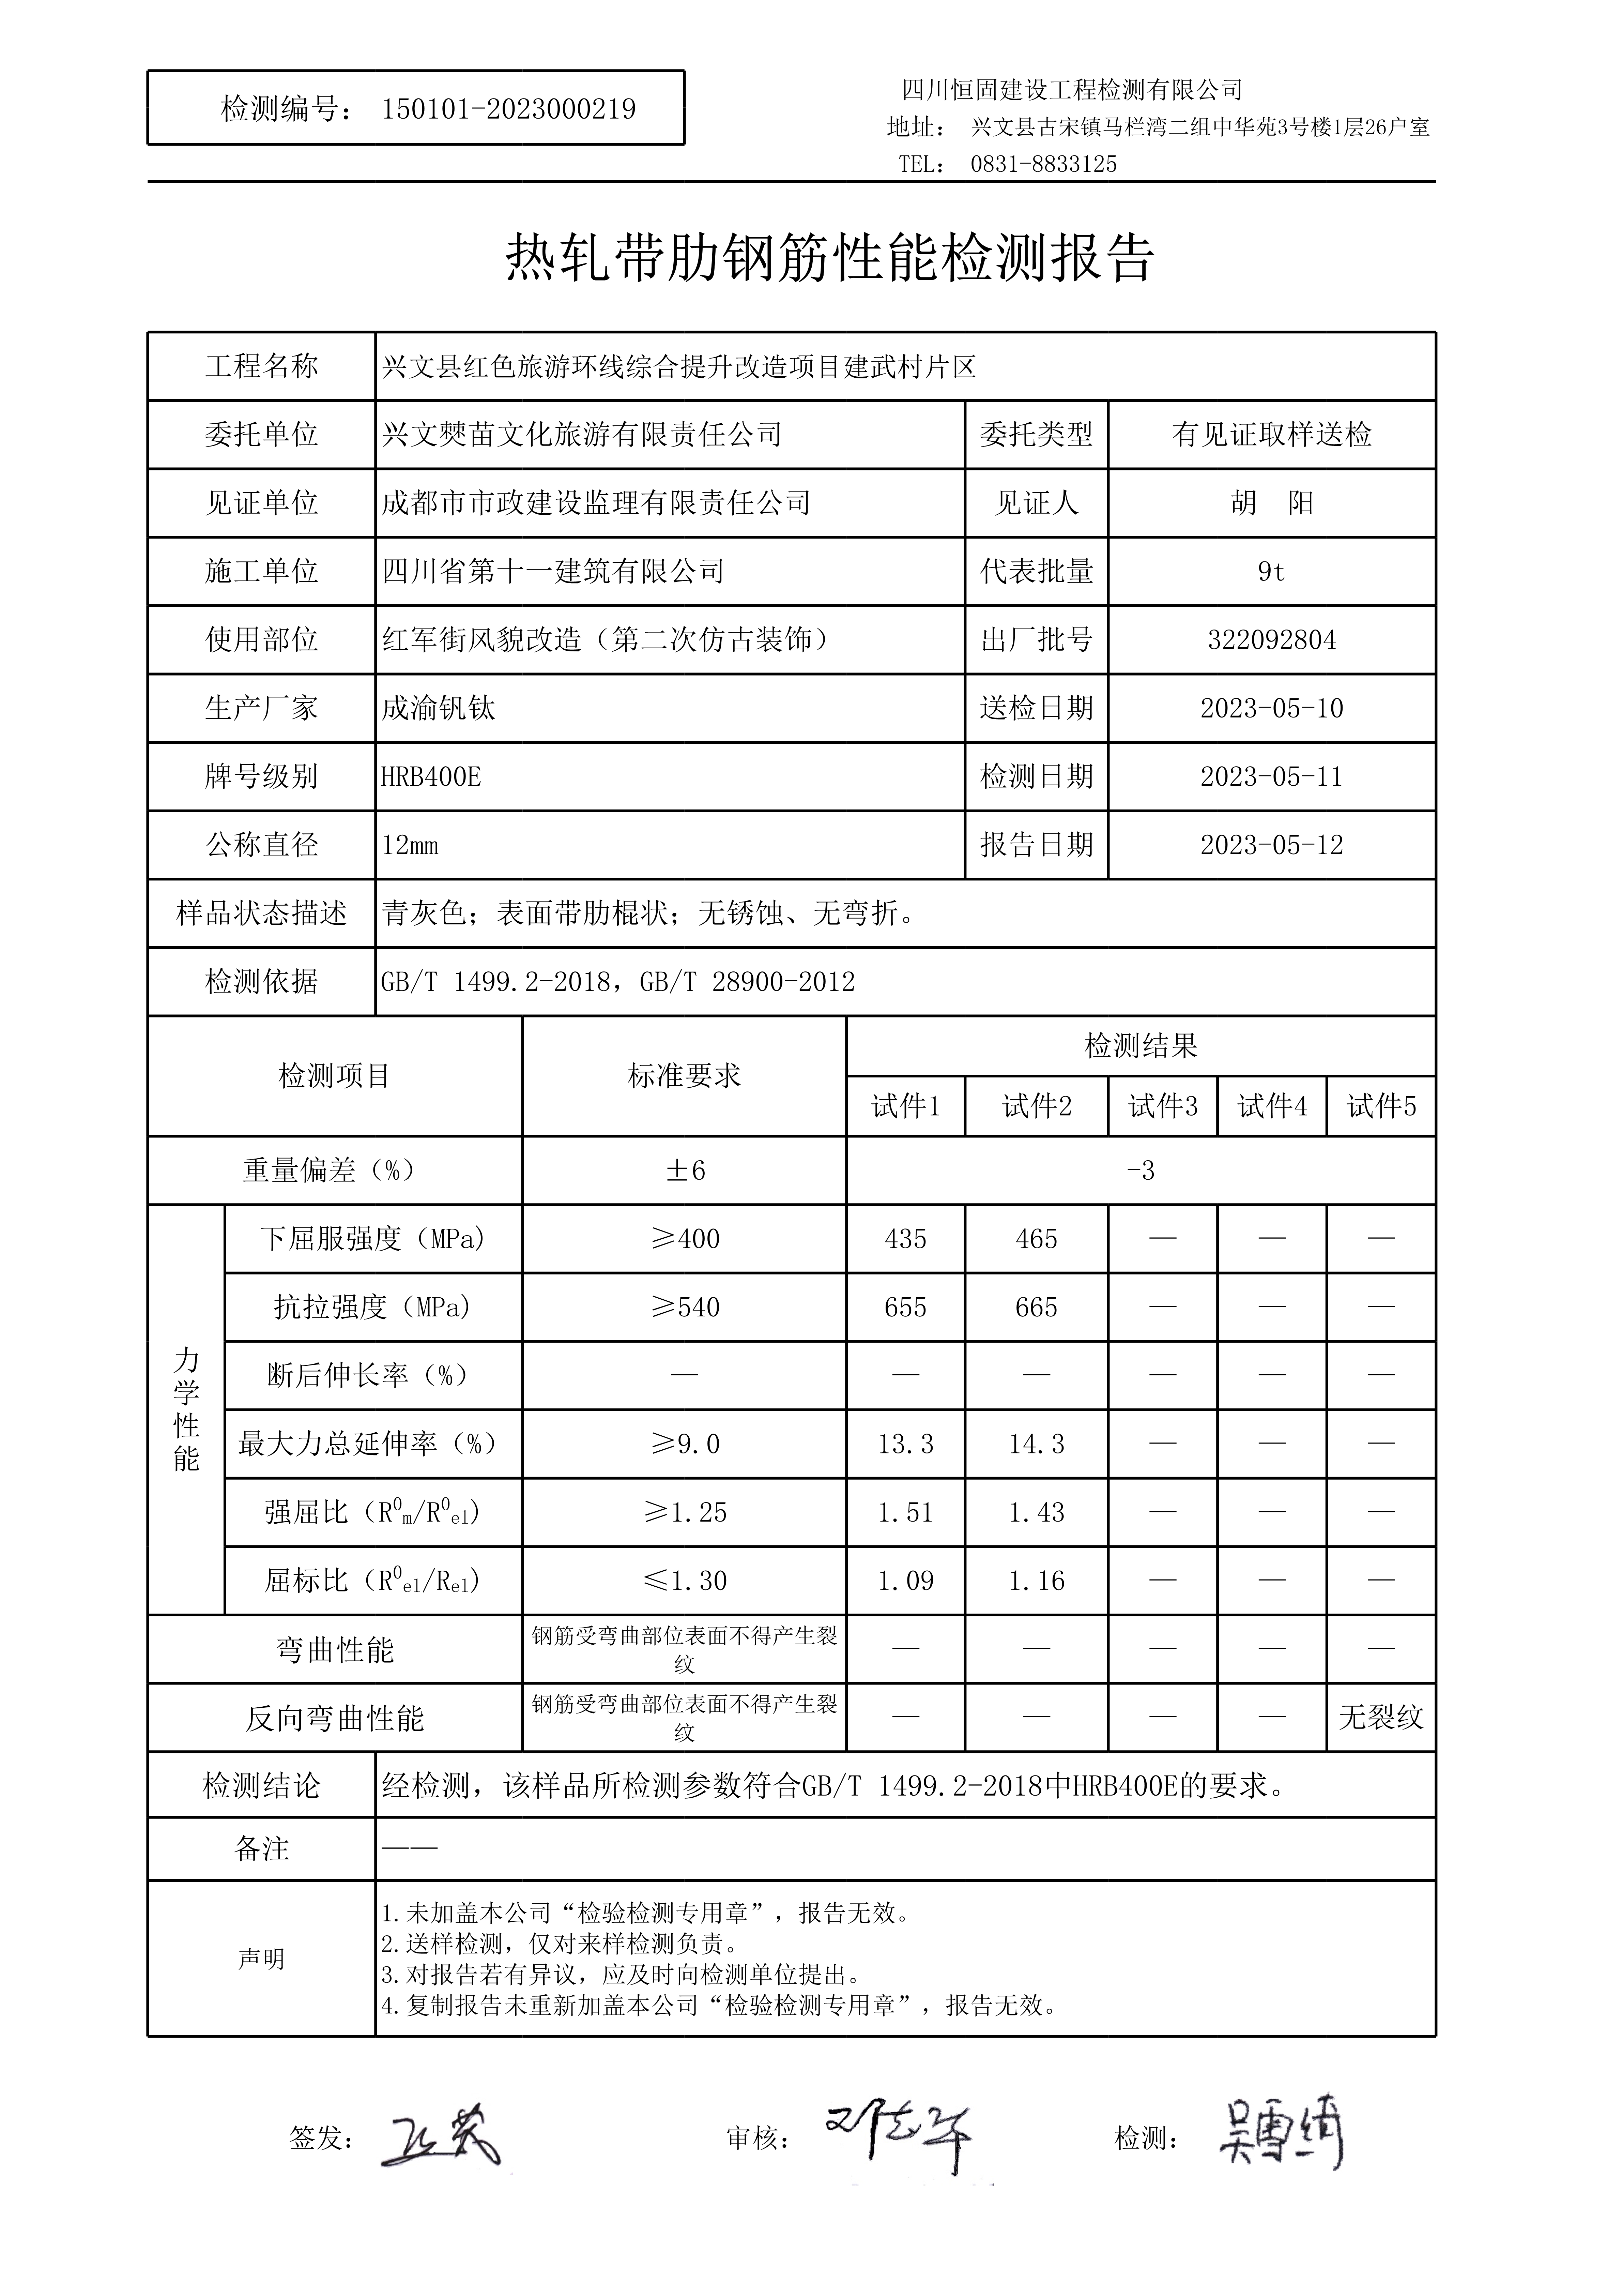 检测编号： 150101-2023000219
四川恒固建设工程检测有限公司
地址： 兴文县古宋镇马栏湾二组中华苑3号楼1层26户室
TEL： 0831-8833125
热轧带肋钢筋性能检测报告
工程名称 兴文县红色旅游环线综合提升改造项目建武村片区
委托单位 兴文僰苗文化旅游有限责任公司 委托类型 有见证取样送检
见证单位 成都市市政建设监理有限责任公司 见证人 胡 阳
施工单位 四川省第十一建筑有限公司 代表批量 9t
使用部位 红军街风貌改造（第二次仿古装饰） 出厂批号 322092804
生产厂家 成渝钒钛 送检日期 2023-05-10
牌号级别 HRB400E 检测日期 2023-05-11
公称直径 12mm 报告日期 2023-05-12
样品状态描述 青灰色；表面带肋棍状；无锈蚀、无弯折。
检测依据 GB/T 1499.2-2018，GB/T 28900-2012
检测项目 标准要求 检测结果
试件1 试件2 试件3 试件4 试件5
重量偏差（%） ±6 -3
力学性能
下屈服强度（MPa) ≥400 435 465 — — —
抗拉强度（MPa) ≥540 655 665 — — —
断后伸长率（%） — — — — — —
最大力总延伸率（%） ≥9.0 13.3 14.3 — — —
强屈比（R⁰m/R⁰el) ≥1.25 1.51 1.43 — — —
屈标比（R⁰el/Rel) ≤1.30 1.09 1.16 — — —
弯曲性能 钢筋受弯曲部位表面不得产生裂纹 — — — — —
反向弯曲性能 钢筋受弯曲部位表面不得产生裂纹 — — — — 无裂纹
检测结论 经检测，该样品所检测参数符合GB/T 1499.2-2018中HRB400E的要求。
备注 ——
声明
1.未加盖本公司“检验检测专用章”，报告无效。
2.送样检测，仅对来样检测负责。
3.对报告若有异议，应及时向检测单位提出。
4.复制报告未重新加盖本公司“检验检测专用章”，报告无效。
签发： 审核： 检测： 吴雪绮